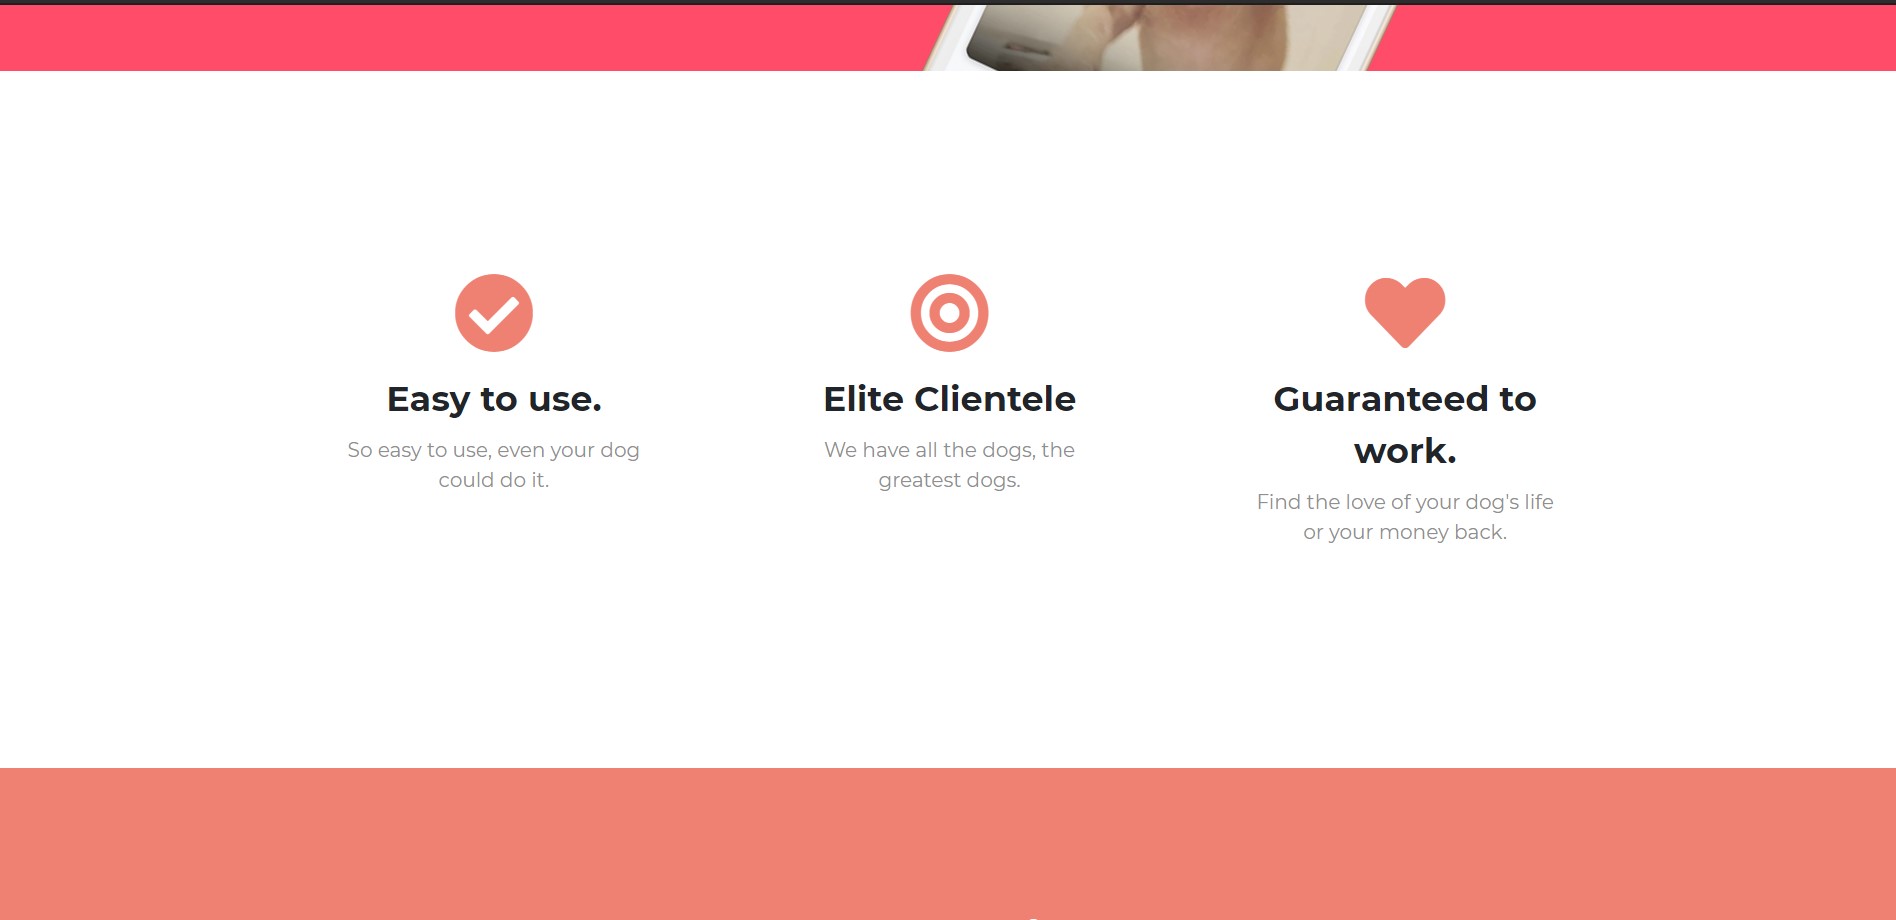 Easy to use.
So easy to use, even your dog
could do it.
Elite Clientele
We have all the dogs, the
greatest dogs.
Guaranteed to
work.
Find the love of your dog's life
or your money back.